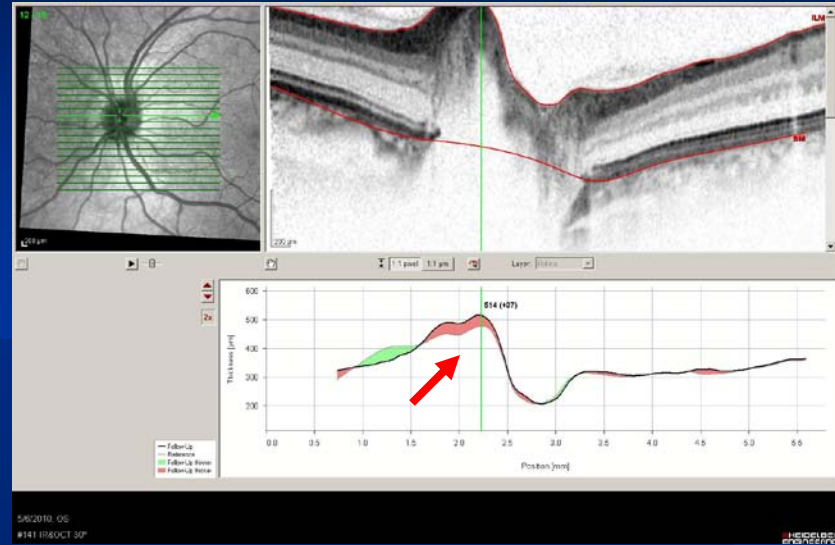 ILM
BM
200 µm
200 µm
1:1 pixel
1:1 µm
Layer:
Retina
2x
Thickness [µm]
600
500
400
300
200
514 (+37)
0.0 0.5 1.0 1.5 2.0 2.5 3.0 3.5 4.0 4.5 5.0 5.5
Position [mm]
Follow-Up
Reference
Follow-Up thinner
Follow-Up thicker
5/6/2010, OS
#141 IR&OCT 30°
HEIDELBERG
ENGINEERING